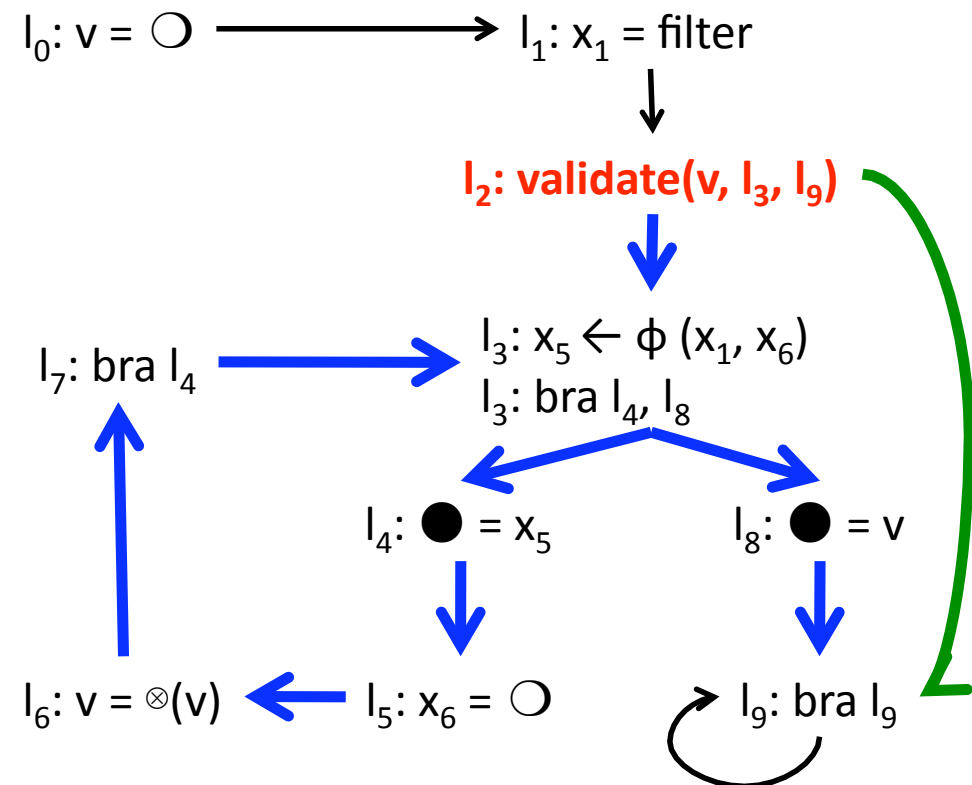 l₀: v = ❍
l₁: x₁ = filter
l₂: validate(v, l₃, l₉)
l₃: x₅ ← ϕ (x₁, x₆)
l₇: bra l₄
l₃: bra l₄, l₈
l₄: ● = x₅
l₈: ● = v
l₆: v = ⊗(v)
l₅: x₆ = ❍
l₉: bra l₉